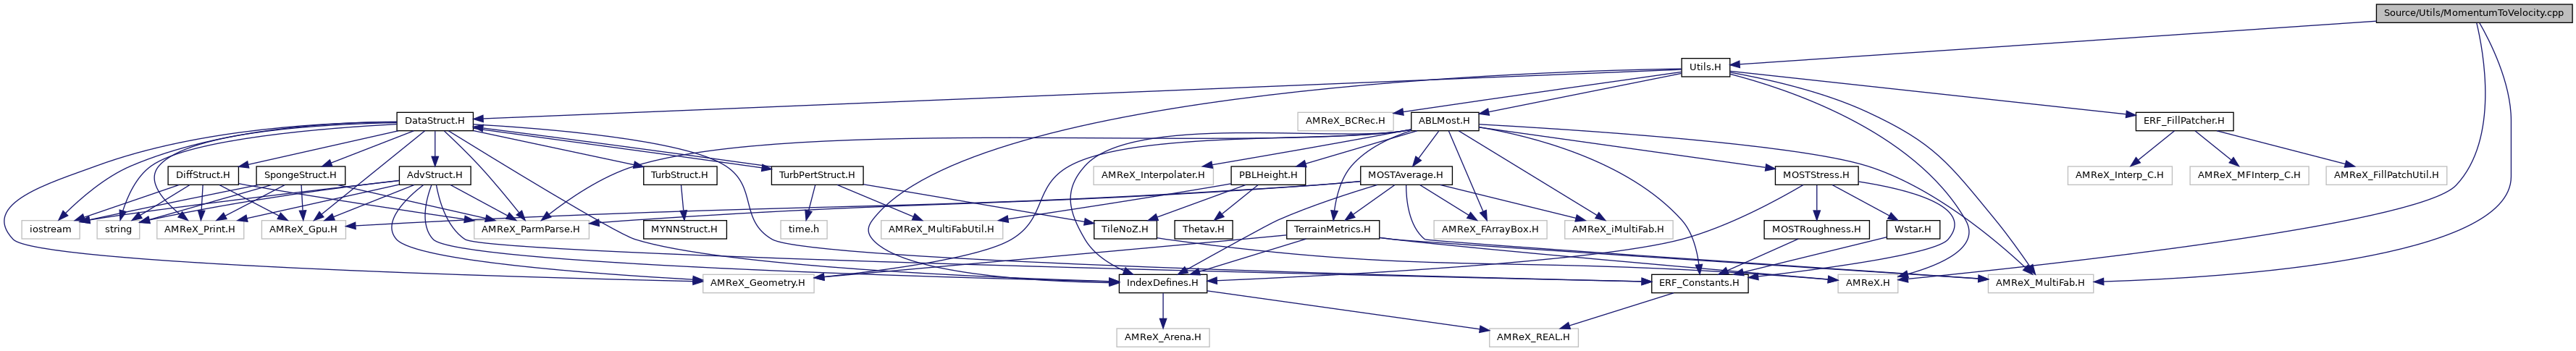 Source/Utils/MomentumToVelocity.cpp
Utils.H
DataStruct.H
AMReX_BCRec.H
ABLMost.H
ERF_FillPatcher.H
DiffStruct.H
SpongeStruct.H
AdvStruct.H
TurbStruct.H
TurbPertStruct.H
AMReX_Interpolater.H
PBLHeight.H
MOSTAverage.H
MOSTStress.H
AMReX_Interp_C.H
AMReX_MFInterp_C.H
AMReX_FillPatchUtil.H
iostream
string
AMReX_Print.H
AMReX_Gpu.H
AMReX_ParmParse.H
MYNNStruct.H
time.h
AMReX_MultiFabUtil.H
TileNoZ.H
Thetav.H
TerrainMetrics.H
AMReX_FArrayBox.H
AMReX_iMultiFab.H
MOSTRoughness.H
Wstar.H
AMReX_Geometry.H
IndexDefines.H
ERF_Constants.H
AMReX.H
AMReX_MultiFab.H
AMReX_Arena.H
AMReX_REAL.H